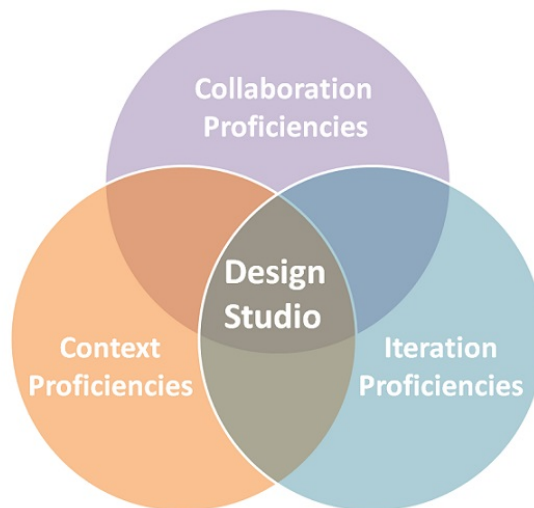 Collaboration
Proficiencies
Design
Studio
Context
Proficiencies
Iteration
Proficiencies